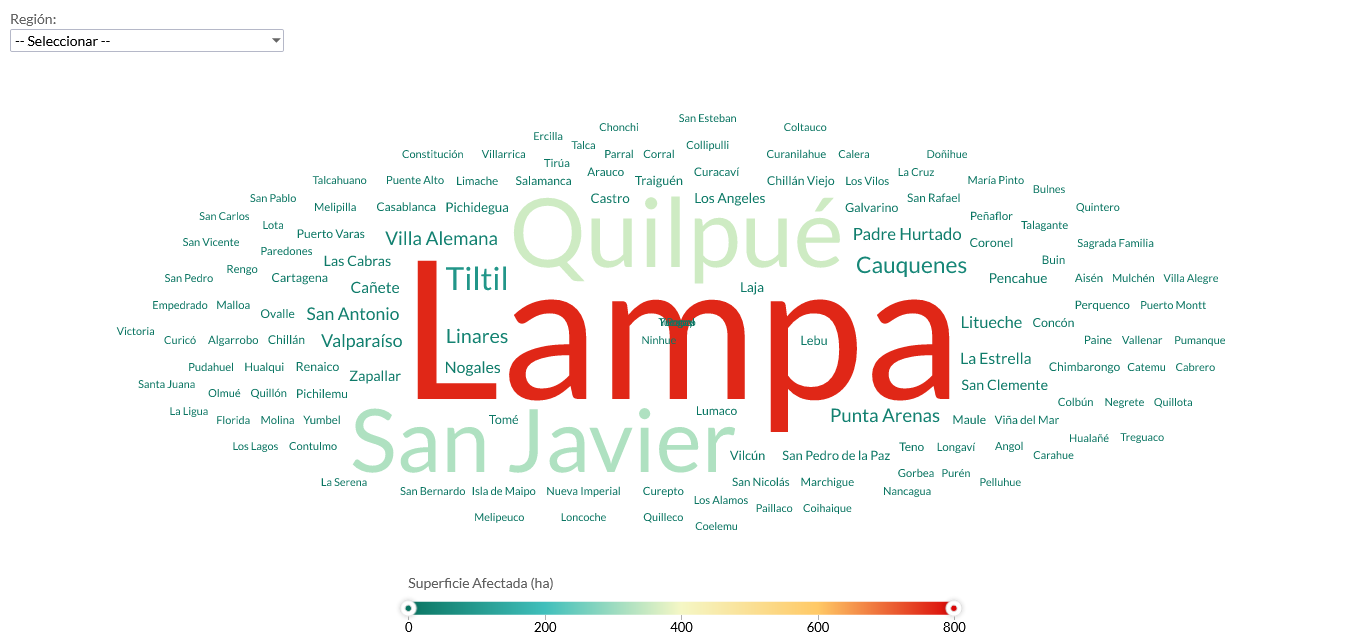 Región:
-- Seleccionar --
San Esteban
Chonchi Coltauco
Ercilla
Talca Collipulli
Constitución Villarrica Parral Corral Curanilahue Calera Doñihue
Tirúa
Arauco Curacaví La Cruz
Talcahuano Puente Alto Limache Salamanca Traiguén Chillán Viejo Los Vilos María Pinto
Bulnes
San Pablo Castro Los Angeles San Rafael
Melipilla Casablanca Pichidegua Galvarino Quintero
San Carlos Peñaflor
Lota Talagante
Quilpué
Puerto Varas Villa Alemana Padre Hurtado
San Vicente Coronel Sagrada Familia
Paredones
Las Cabras Buin
Rengo Cauquenes
San Pedro Cartagena Tiltil Pencahue Aisén Mulchén Villa Alegre
Cañete Laja
Empedrado Malloa Perquenco Puerto Montt
Ovalle San Antonio
Litueche Concón
Victoria
Curicó Algarrobo Chillán Valparaíso Linares Lampa Lebu Paine Vallenar Pumanque
La Estrella
Pudahuel Hualqui Renaico Nogales Chimbarongo Catemu Cabrero
Zapallar
Santa Juana San Clemente
Olmué Quillón Pichilemu
Colbún Negrete Quillota
La Ligua Lumaco
Florida Molina Yumbel Tomé Punta Arenas Maule Viña del Mar
Hualañé Treguaco
San Javier
Los Lagos Contulmo Teno Longaví Angol
Vilcún San Pedro de la Paz Carahue
Gorbea Purén
La Serena San Nicolás Marchigue Pelluhue
San Bernardo Isla de Maipo Nueva Imperial Curepto Nancagua
Los Alamos
Paillaco Coihaique
Melipeuco Loncoche Quilleco
Coelemu
Superficie Afectada (ha)
0 200 400 600 800